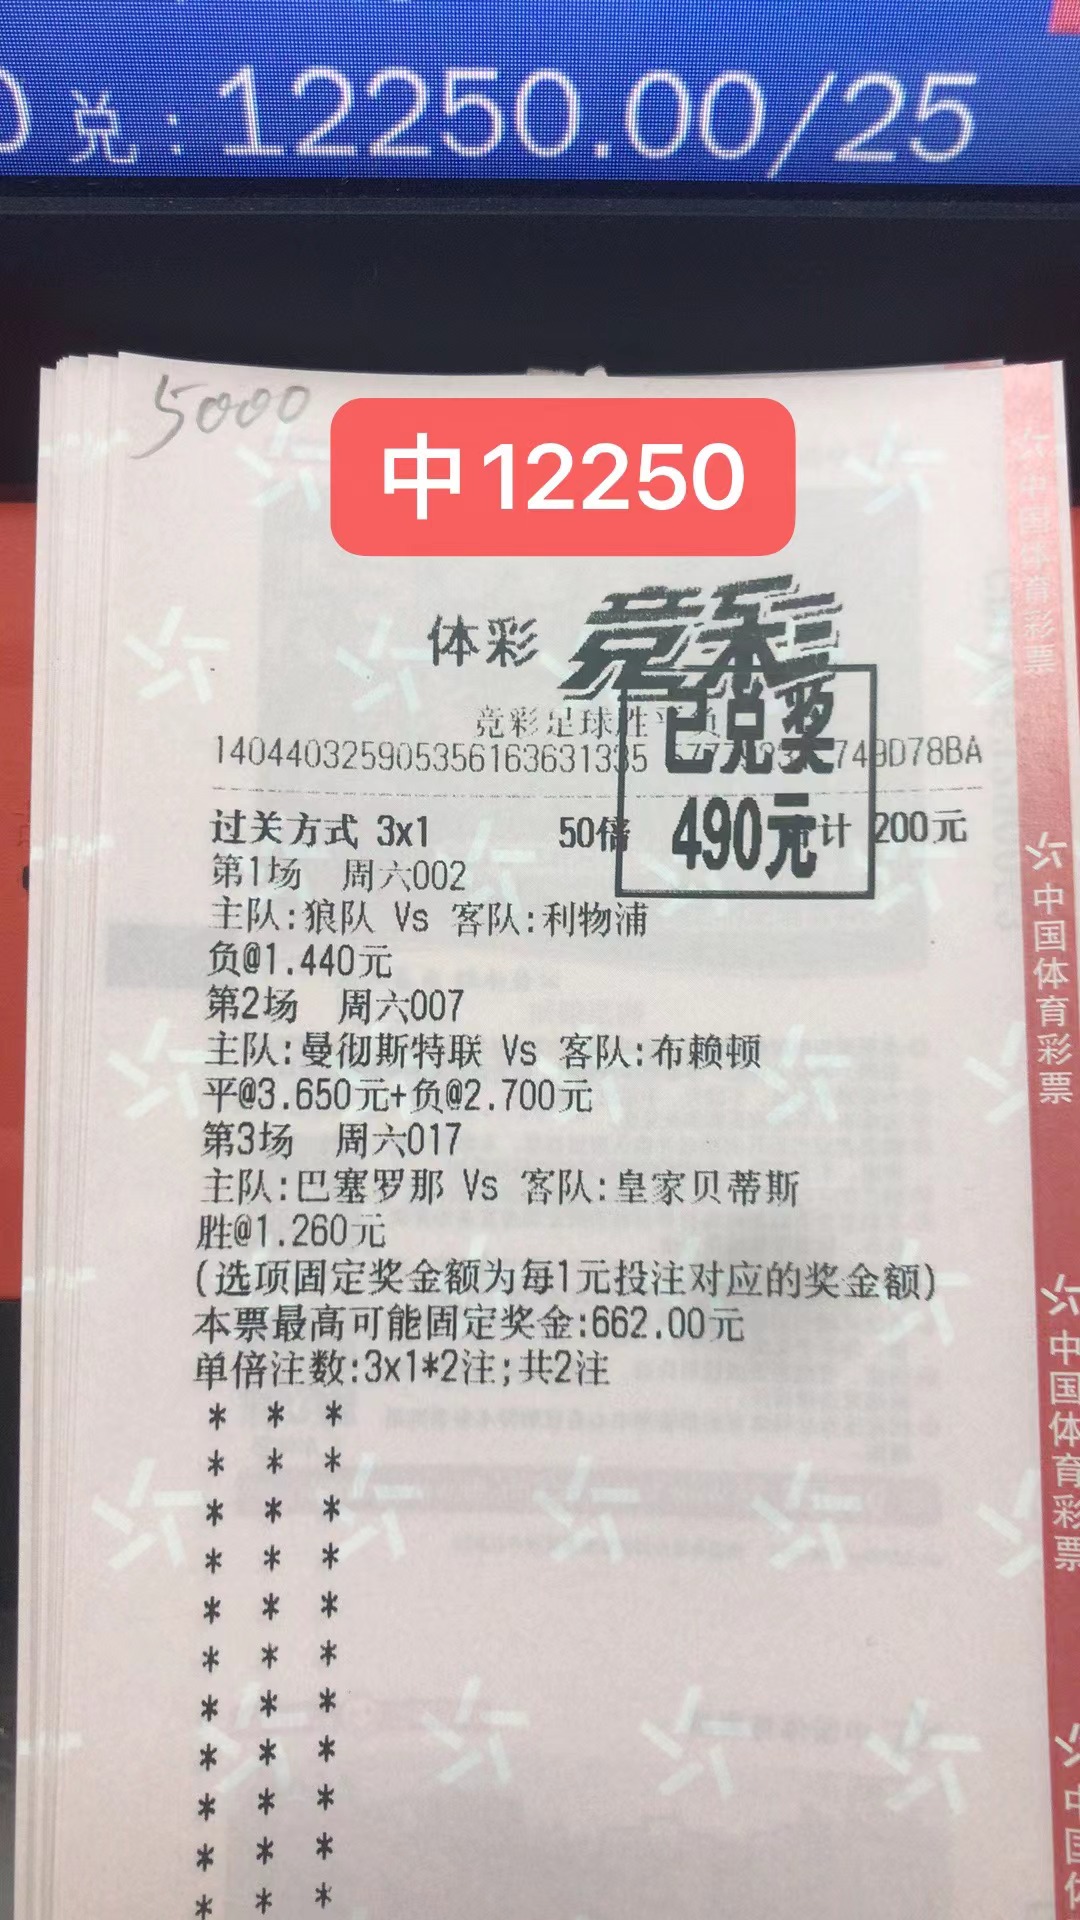 兑:12250.00/25
5000
中12250
体彩 竞彩
竞彩足球胜平负
已兑奖
490元
过关方式 3x1 50倍 计 200元
第1场 周六002
主队:狼队 Vs 客队:利物浦
负@1.440元
第2场 周六007
主队:曼彻斯特联 Vs 客队:布赖顿
平@3.650元+负@2.700元
第3场 周六017
主队:巴塞罗那 Vs 客队:皇家贝蒂斯
胜@1.260元
(选项固定奖金额为每1元投注对应的奖金额)
本票最高可能固定奖金:662.00元
单倍注数:3x1*2注;共2注
* * *
* * *
* * *
* * *
* * *
* * *
* * *
* * *
* * *
* * *
* * *
中国体育彩票
中国体育彩票
中国体育彩票